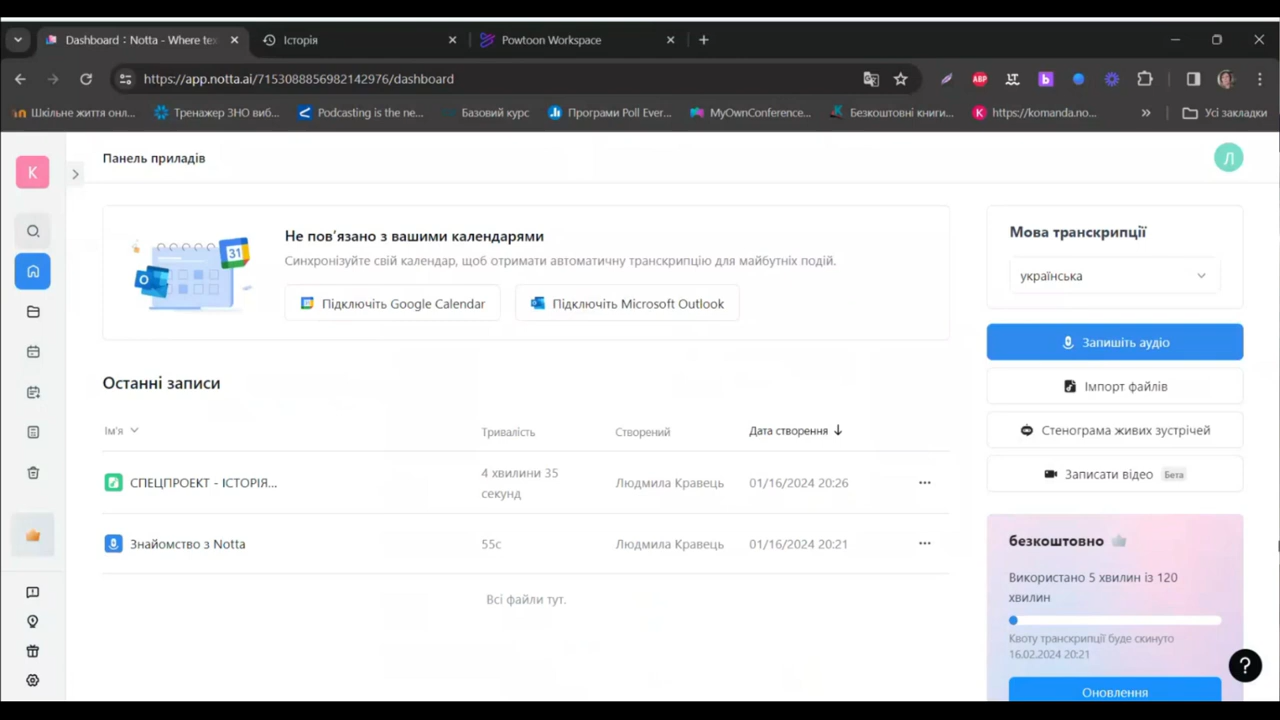 Dashboard : Notta - Where te
Історія
Powtoon Workspace
https://app.notta.ai/7153088856982142976/dashboard
Шкільне життя онл...
Тренажер ЗНО виб...
Podcasting is the ne...
Базовий курс
Програми Poll Ever...
MyOwnConference...
Безкоштовні книги...
https://komanda.no...
Усі закладки
K
Панель приладів
Л
31
Не пов'язано з вашими календарями
Синхронізуйте свій календар, щоб отримати автоматичну транскрипцію для майбутніх подій.
Підключіть Google Calendar
Підключіть Microsoft Outlook
Мова транскрипції
українська
Запишіть аудіо
Імпорт файлів
Стенограма живих зустрічей
Записати відео Бета
Останні записи
Ім'я
Тривалість
Створений
Дата створення
СПЕЦПРОЕКТ - ІСТОРІЯ...
4 хвилини 35
секунд
Людмила Кравець
01/16/2024 20:26
Знайомство з Notta
55с
Людмила Кравець
01/16/2024 20:21
Всі файли тут.
безкоштовно
Використано 5 хвилин із 120
хвилин
Квоту транскрипції буде скинуто
16.02.2024 20:21
Оновлення
?